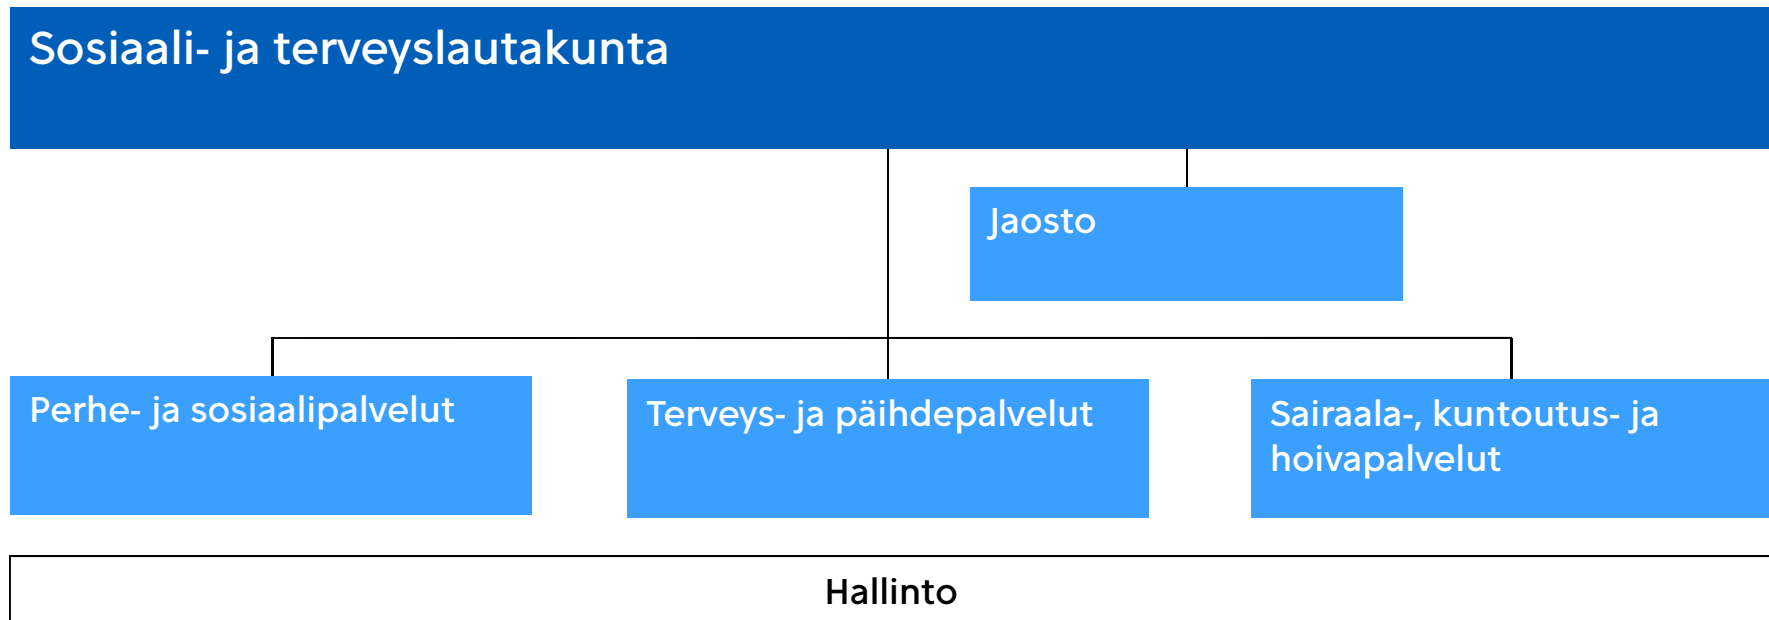 Sosiaali- ja terveyslautakunta
Jaosto
Perhe- ja sosiaalipalvelut
Terveys- ja päihdepalvelut
Sairaala-, kuntoutus- ja
hoivapalvelut
Hallinto